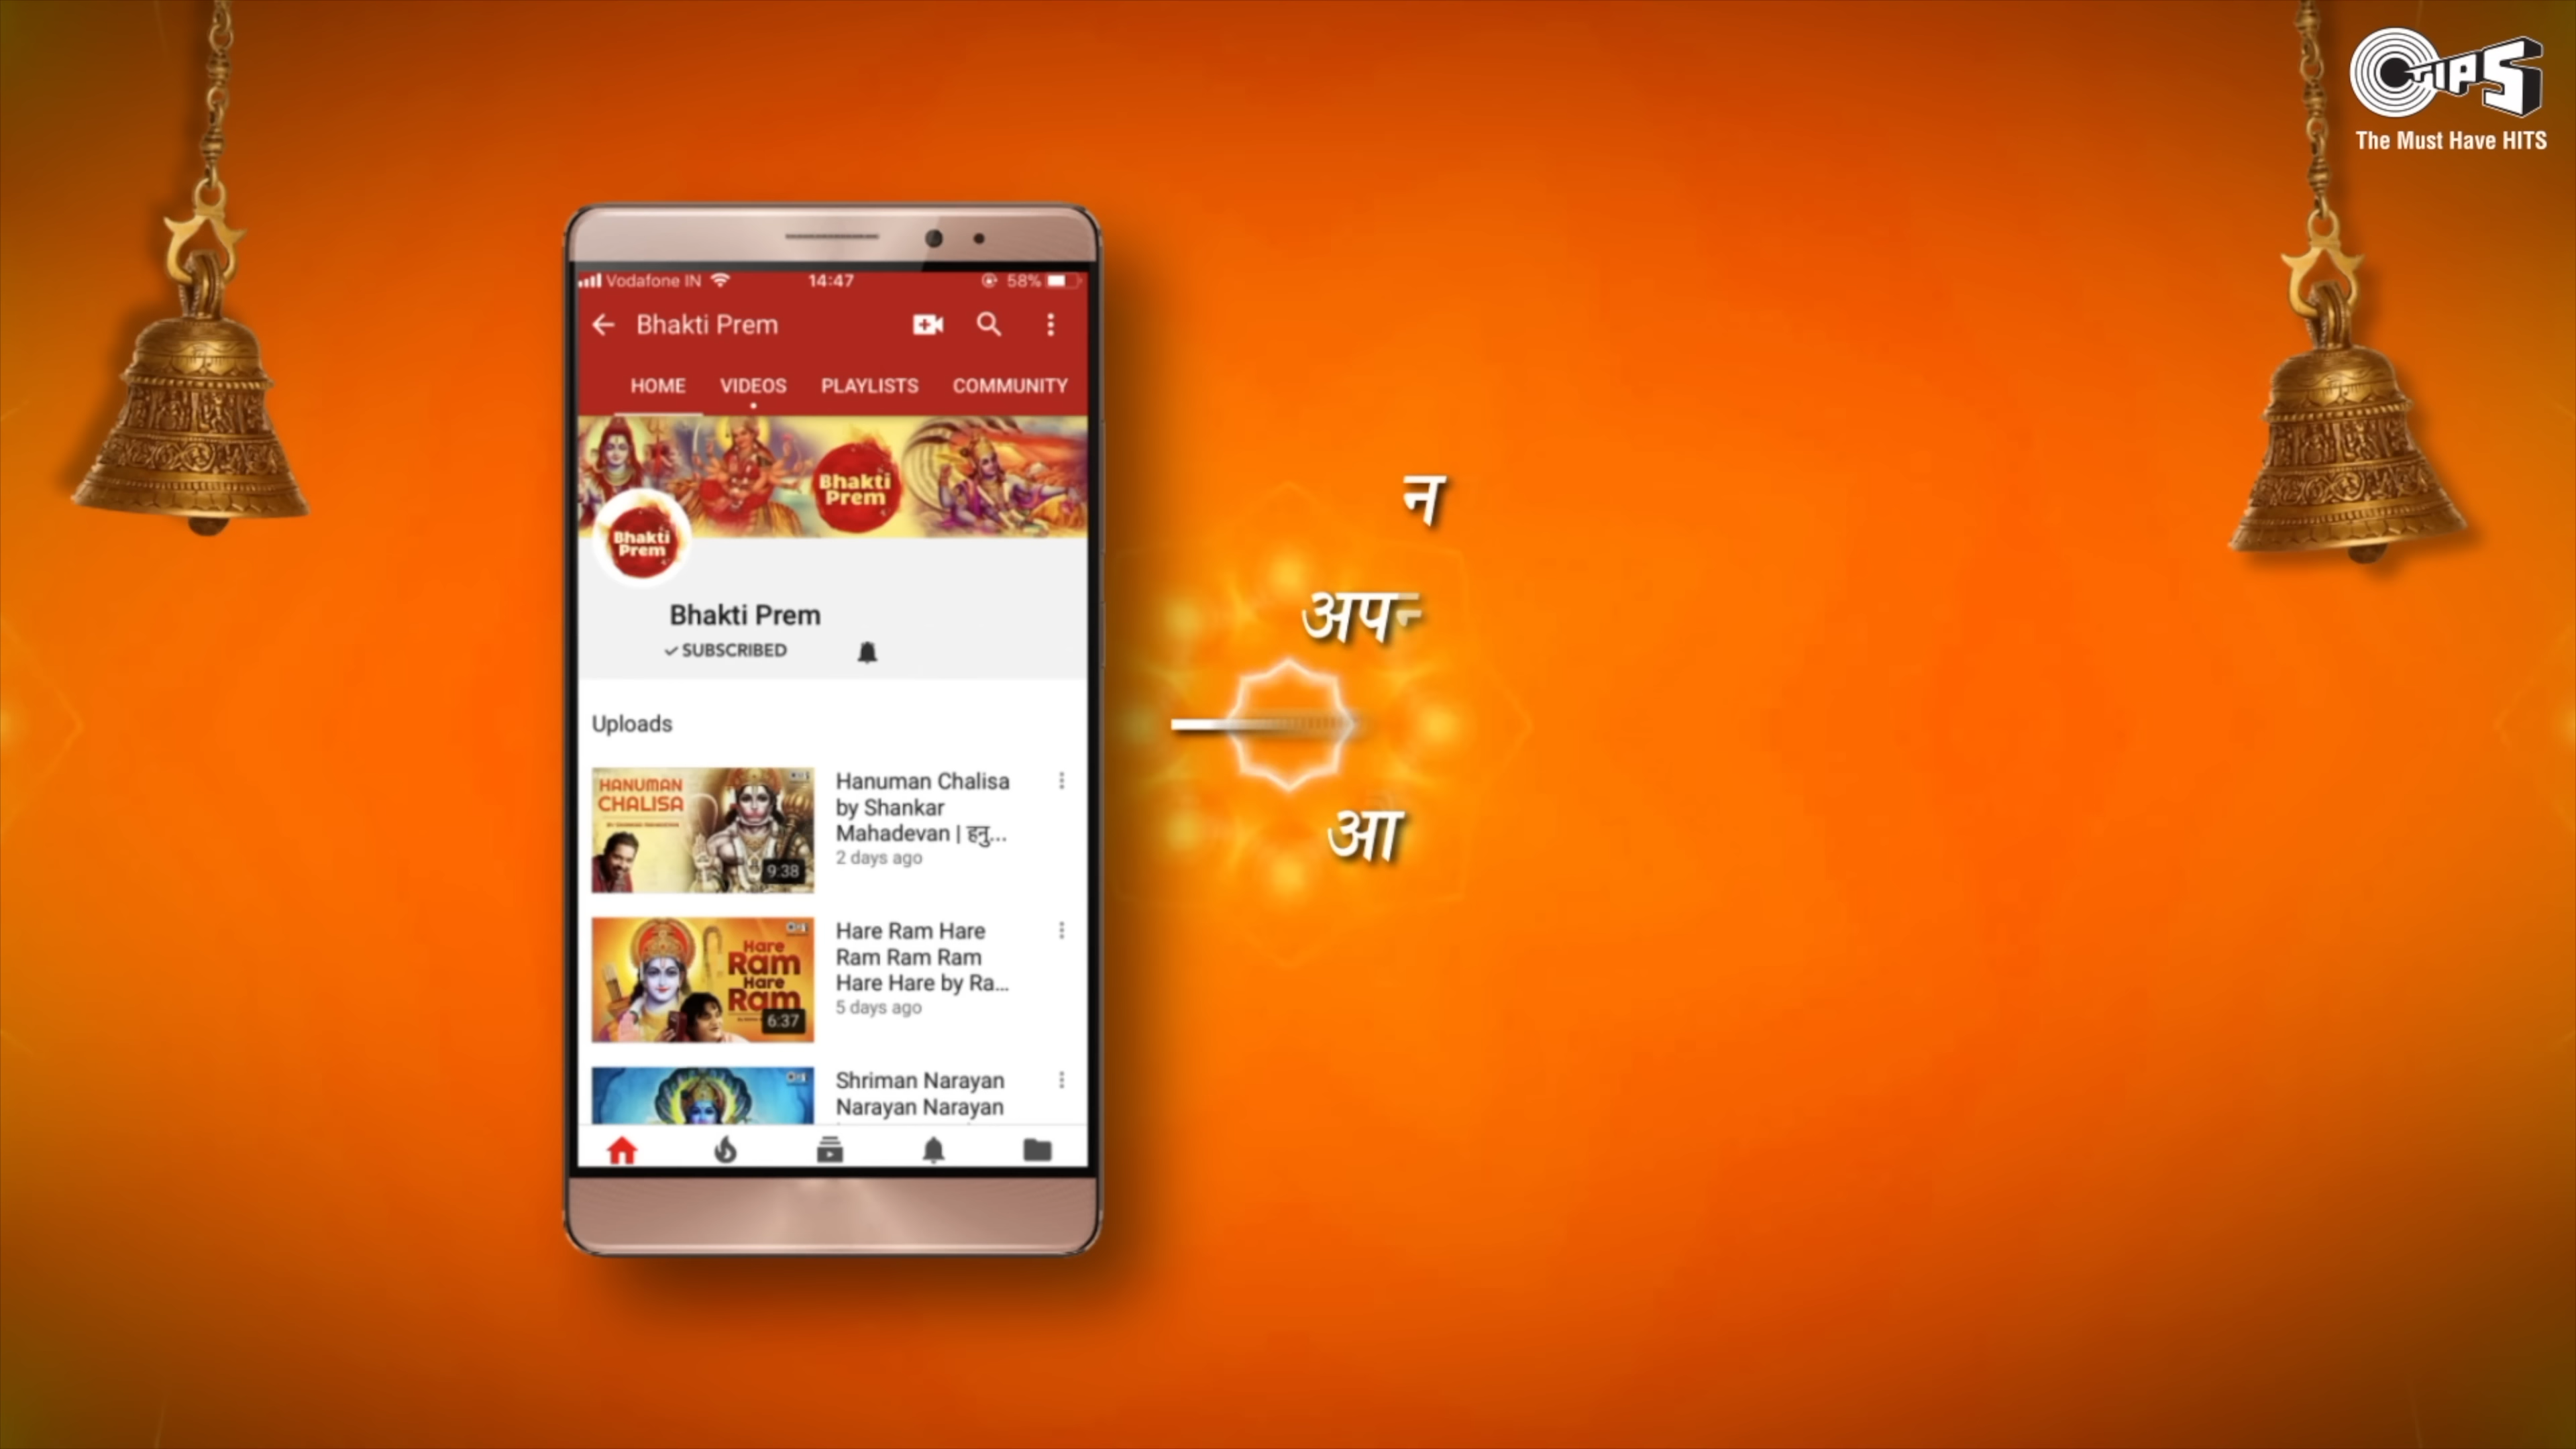 TIPS
The Must Have HITS
Vodafone IN 14:47 58%
Bhakti Prem
HOME VIDEOS PLAYLISTS COMMUNITY
Bhakti
Prem
Bhakti
Prem
Bhakti Prem
SUBSCRIBED
Uploads
HANUMAN
CHALISA
9:38
Hanuman Chalisa
by Shankar
Mahadevan | हनु...
2 days ago
Hare
Ram
Hare
Ram
6:37
Hare Ram Hare
Ram Ram Ram
Hare Hare by Ra...
5 days ago
Shriman Narayan
Narayan Narayan
न
अप
आ